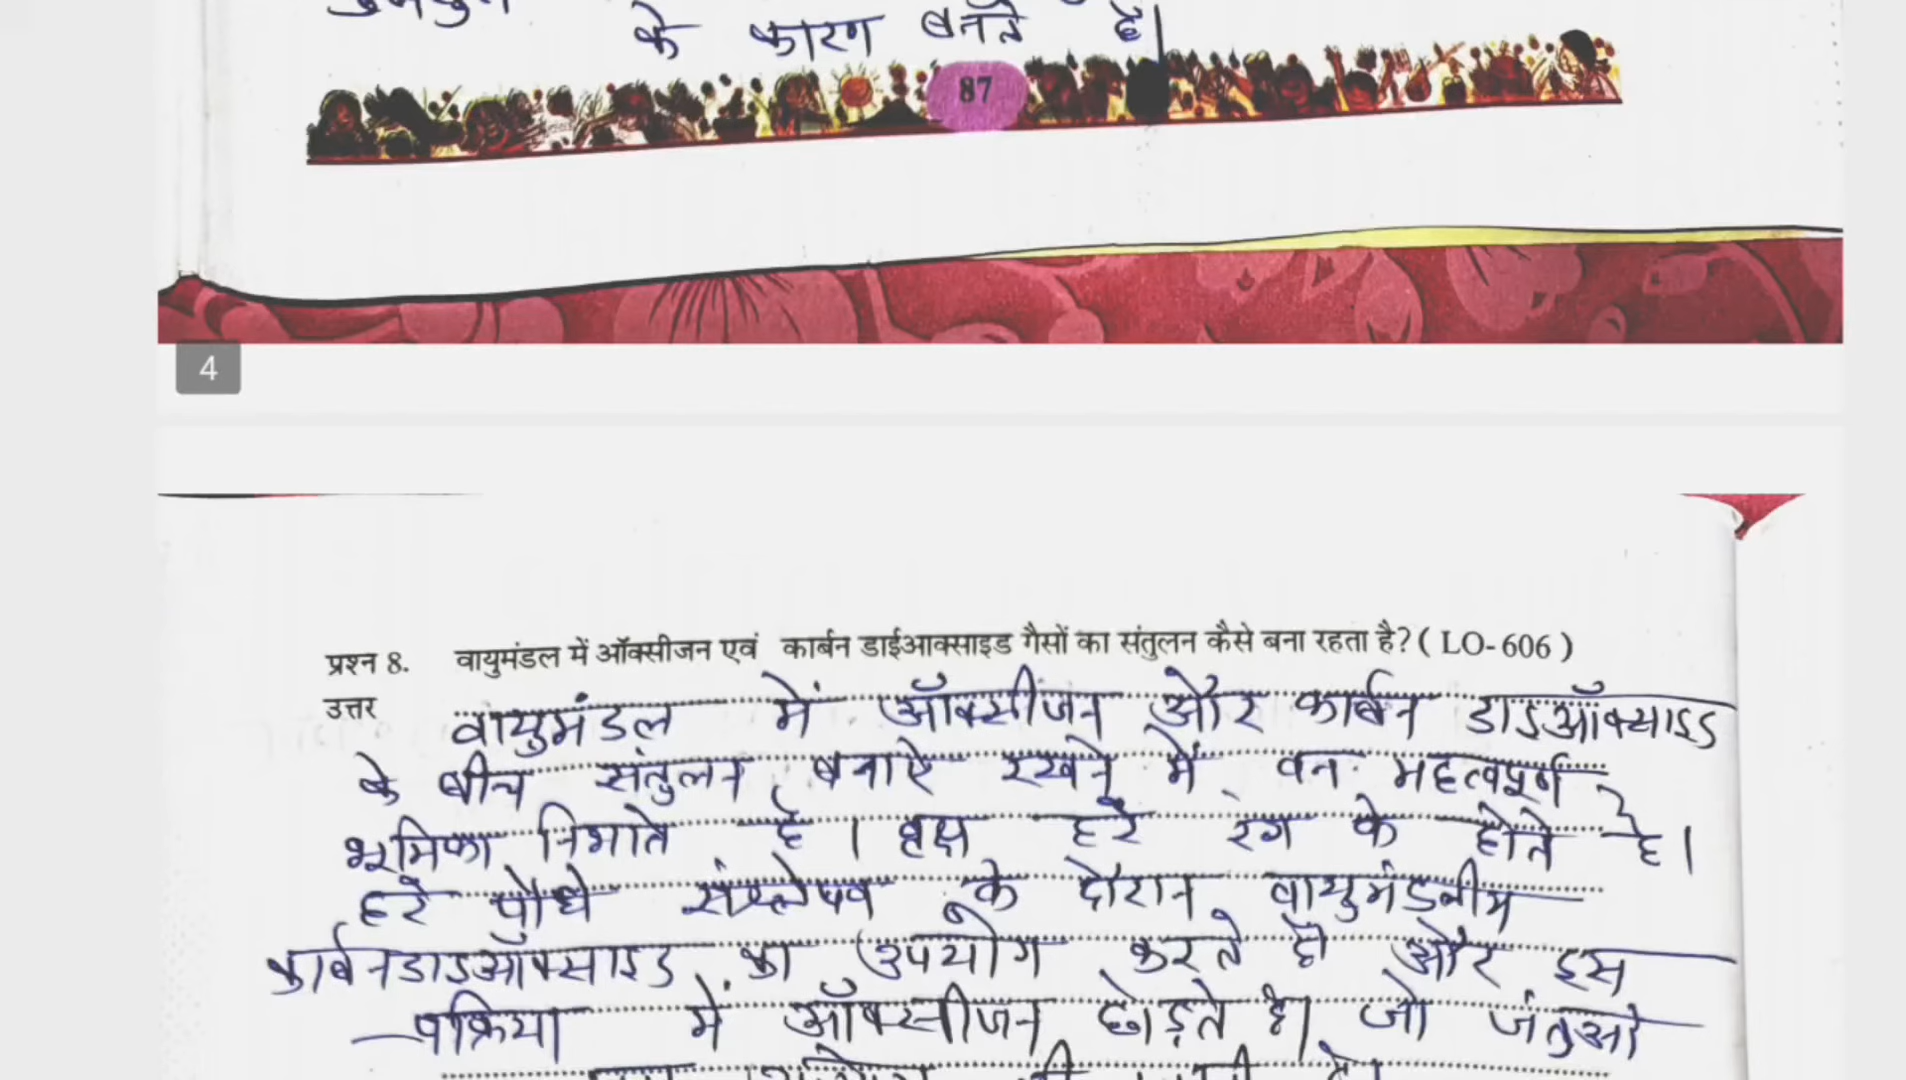 के कारण बनते है।
87
4
प्रश्न 8. वायुमंडल में ऑक्सीजन एवं कार्बन डाईआक्साइड गैसों का संतुलन कैसे बना रहता है? ( LO- 606 )
उत्तर
वायुमंडल में ऑक्सीजन और कार्बन डाइऑक्साइड
के बीच संतुलन बनाऐ रखने में वन महत्वपूर्ण
भूमिका निभाते है । वृक्ष हरे रंग के होते है।
हरे पौधे संश्लेषव के दौरान वायुमंडलीय
कार्बनडाइऑक्साइड का उपयोग करते है और इस
पक्रिया में ऑक्सीजन छोड़ते है। जो जंतुओ